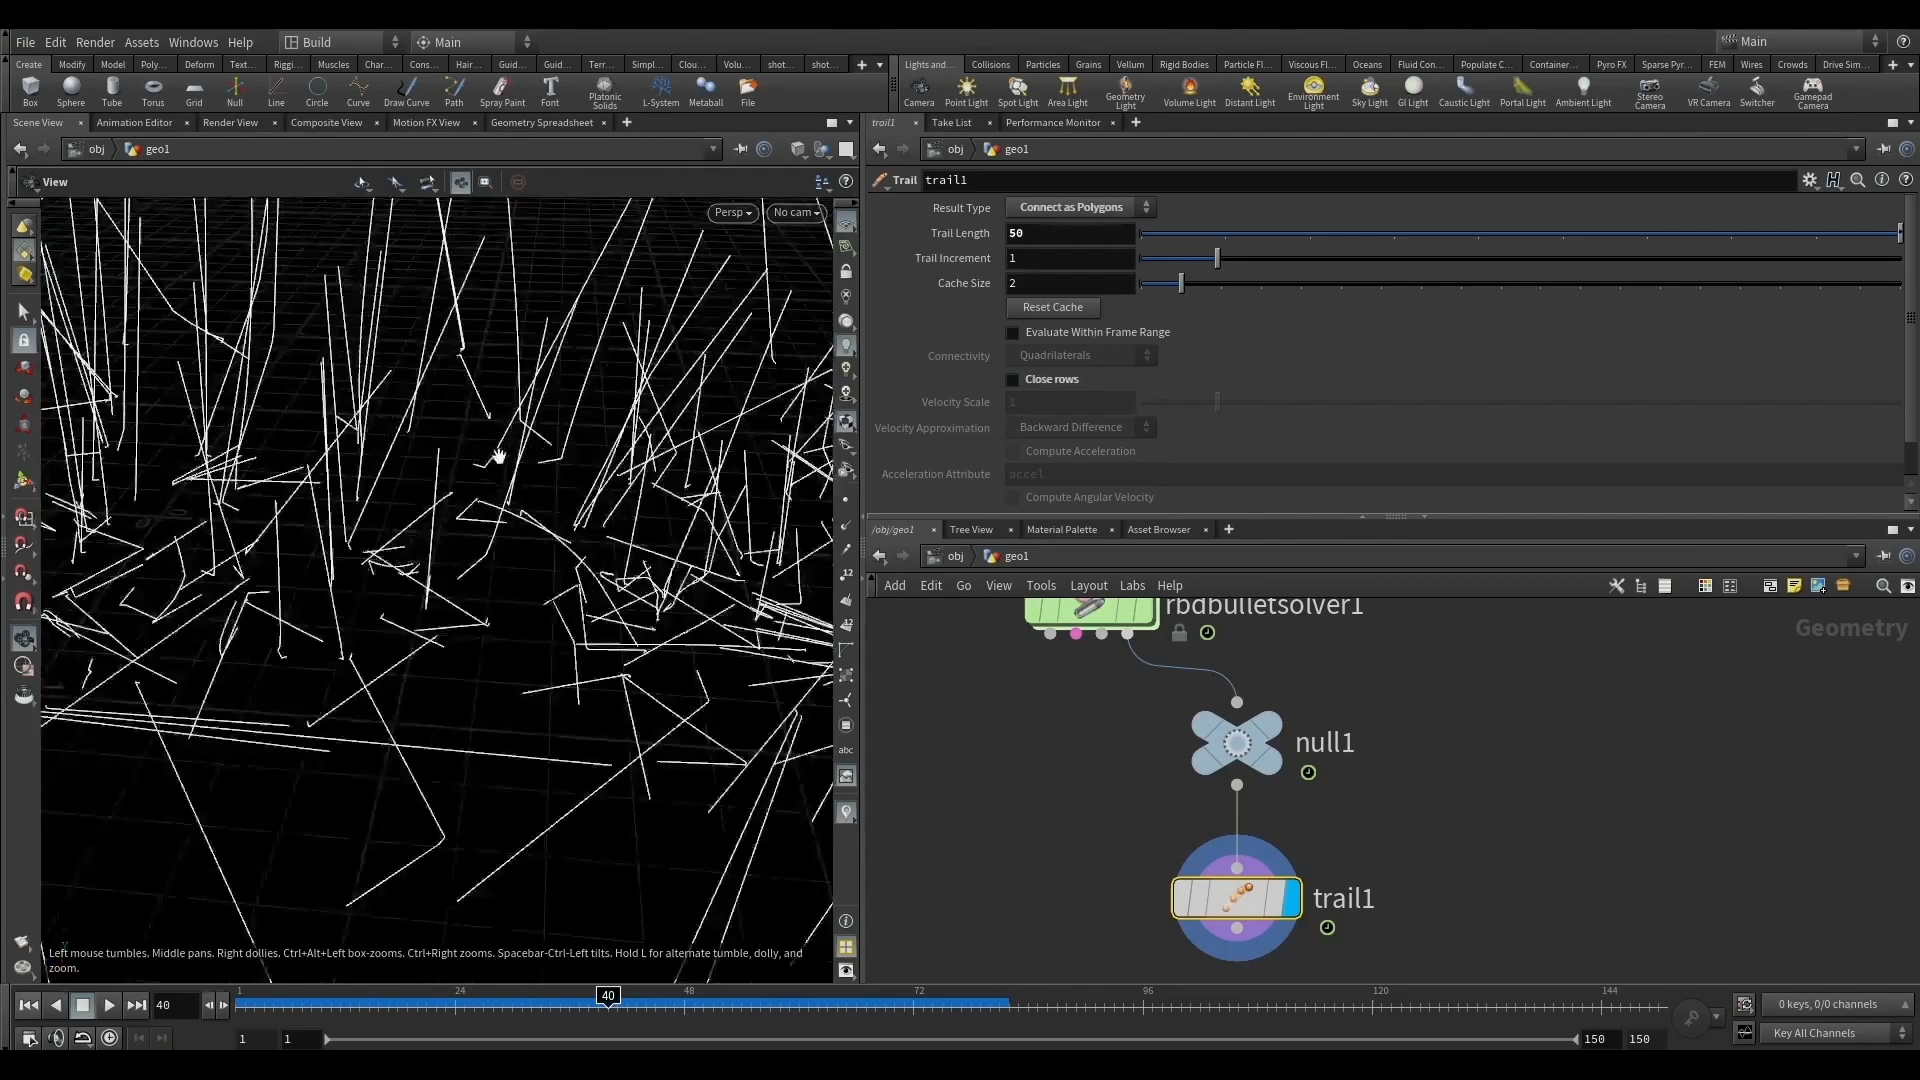 File Edit Render Assets Windows Help Build Main Main
Create Modify Model Poly... Deform Text... Riggi... Muscles Char... Cons... Hair... Guid... Guid... Terr... Simpl... Clou... Volu... shot... shot...
Lights and... Collisions Particles Grains Vellum Rigid Bodies Particle Fl... Viscous Fl... Oceans Fluid Con... Populate C... Container... Pyro FX Sparse Pyr... FEM Wires Crowds Drive Sim...
Box Sphere Tube Torus Grid Null Line Circle Curve Draw Curve Path Spray Paint Font Platonic Solids L-System Metaball File
Camera Point Light Spot Light Area Light Geometry Light Volume Light Distant Light Environment Light Sky Light GI Light Caustic Light Portal Light Ambient Light Stereo Camera VR Camera Switcher Gamepad Camera
Scene View Animation Editor Render View Composite View Motion FX View Geometry Spreadsheet
trail1 Take List Performance Monitor
obj geo1
obj geo1
View
Trail trail1
Persp No cam
Result Type Connect as Polygons
Trail Length 50
Trail Increment 1
Cache Size 2
Reset Cache
Evaluate Within Frame Range
Connectivity Quadrilaterals
Close rows
Velocity Scale 1
Velocity Approximation Backward Difference
Compute Acceleration
Acceleration Attribute accel
Compute Angular Velocity
/obj/geo1 Tree View Material Palette Asset Browser
obj geo1
Add Edit Go View Tools Layout Labs Help
rbdbulletsolver1
Geometry
null1
trail1
12
12
abc
Left mouse tumbles. Middle pans. Right dollies. Ctrl+Alt+Left box-zooms. Ctrl+Right zooms. Spacebar-Ctrl-Left tilts. Hold L for alternate tumble, dolly, and
zoom.
40 1 24 40 48 72 96 120 144
0 keys, 0/0 channels
1 1 150 150
Key All Channels